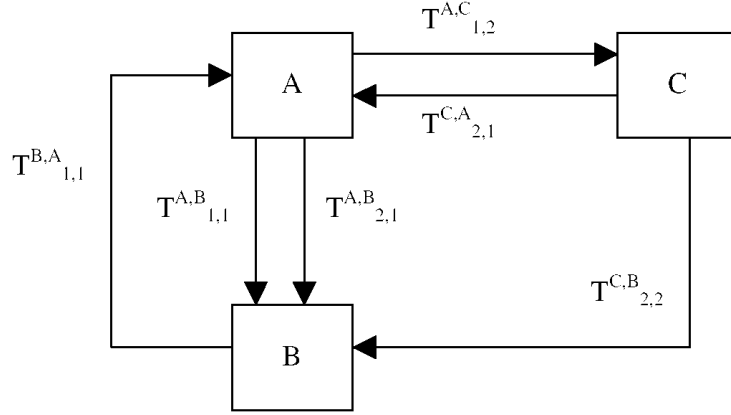 T^{A,C}_{1,2}
A
C
T^{C,A}_{2,1}
T^{B,A}_{1,1}
T^{A,B}_{1,1}
T^{A,B}_{2,1}
T^{C,B}_{2,2}
B